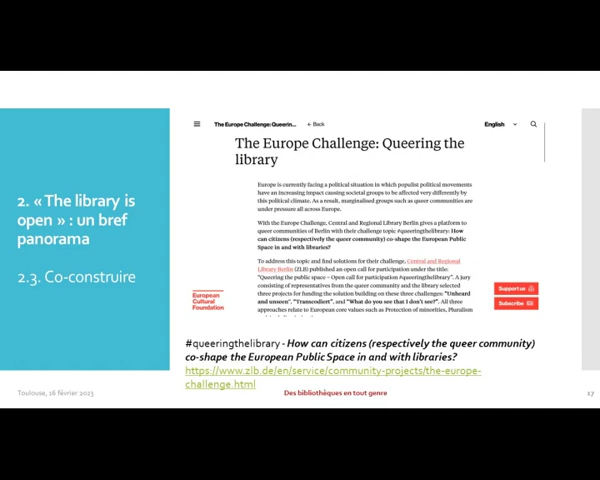 2. « The library is
open » : un bref
panorama
2.3. Co-construire
The Europe Challenge: Queerin...
← Back
English
The Europe Challenge: Queering the
library
Europe is currently facing a political situation in which populist political movements
have an increasing impact causing societal groups to be affected very differently by
this political climate. As a result, marginalised groups such as queer communities are
under pressure all across Europe.
With the Europe Challenge, Central and Regional Library Berlin gives a platform to
queer communities of Berlin with their challenge topic #queeringthelibrary: How
can citizens (respectively the queer community) co-shape the European Public
Space in and with libraries?
To address this topic and find solutions for their challenge, Central and Regional
Library Berlin (ZLB) published an open call for participation under the title:
"Queering the public space – Open call for participation #queeringthelibrary". A jury
consisting of representatives from the queer community and the library selected
three projects for funding the solution building on these three challenges: "Unheard
and unseen", "Transcodiert", and "What do you see that I don't see?". All three
approaches relate to European core values such as Protection of minorities, Pluralism
European
Cultural
Foundation
Support us
Subscribe
#queeringthelibrary - How can citizens (respectively the queer community)
co-shape the European Public Space in and with libraries?
https://www.zlb.de/en/service/community-projects/the-europe-
challenge.html
Toulouse, 26 février 2023
Des bibliothèques en tout genre
17